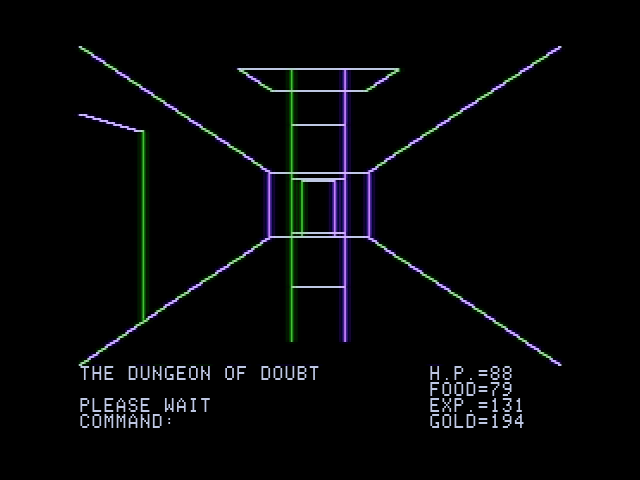 THE DUNGEON OF DOUBT H.P.=88
FOOD=79
PLEASE WAIT EXP.=131
COMMAND: GOLD=194